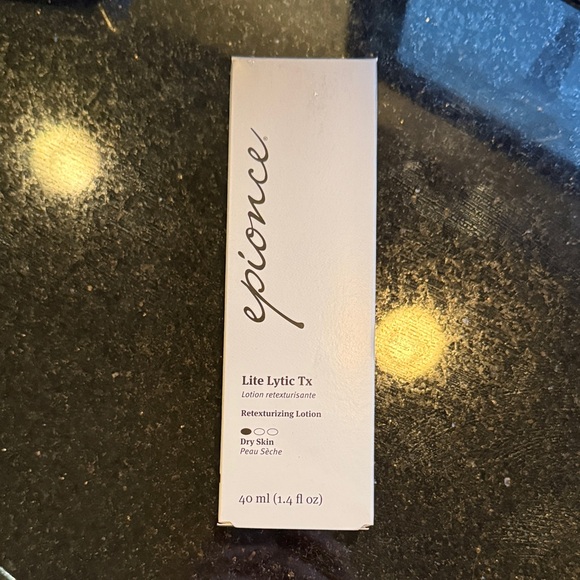 epionce®
Lite Lytic Tx
Lotion retexturisante
Retexturizing Lotion
Dry Skin
Peau Sèche
40 ml (1.4 fl oz)